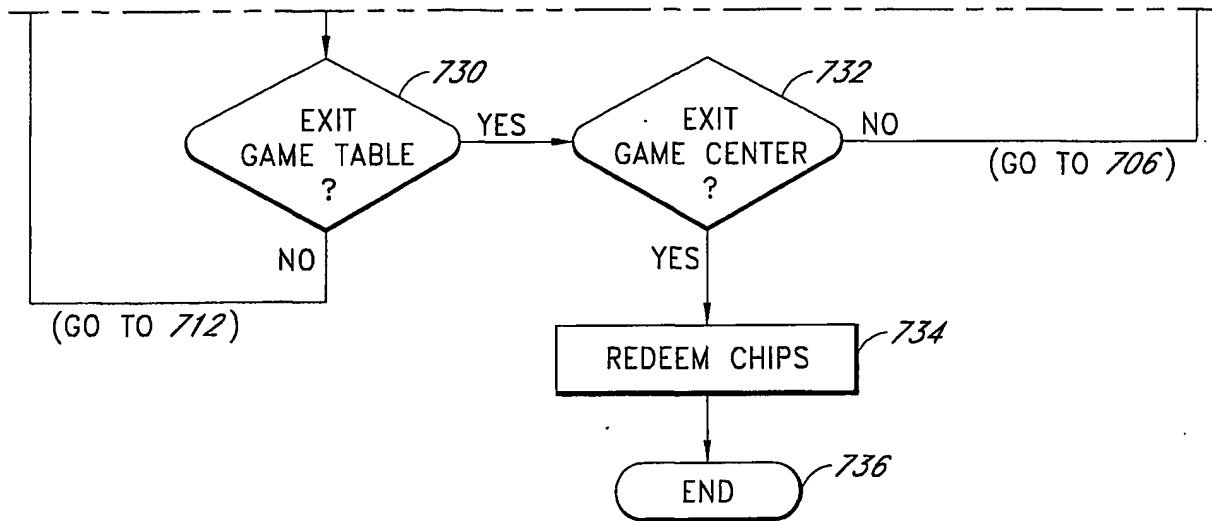 730
EXIT
GAME TABLE
?
YES
732
EXIT
GAME CENTER
?
NO
(GO TO 706)
NO
(GO TO 712)
YES
REDEEM CHIPS
734
END
736